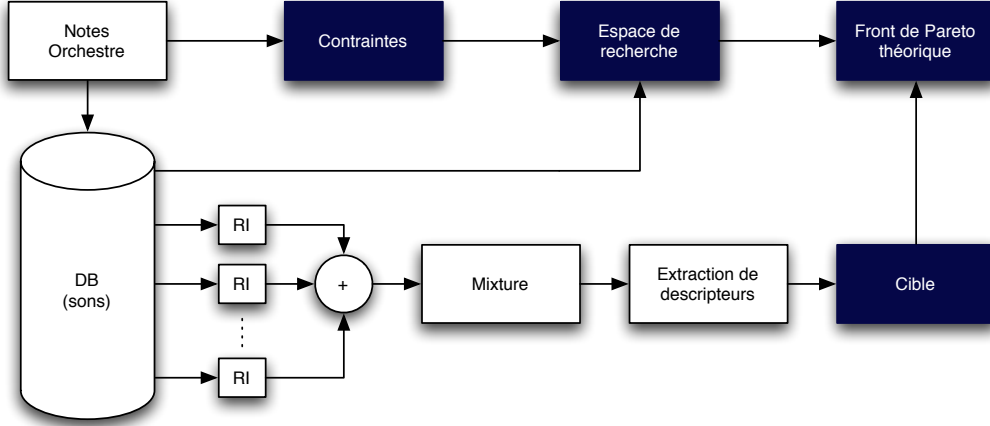 Notes
Orchestre
Contraintes
Espace de
recherche
Front de Pareto
théorique
DB
(sons)
RI
RI
RI
+
Mixture
Extraction de
descripteurs
Cible